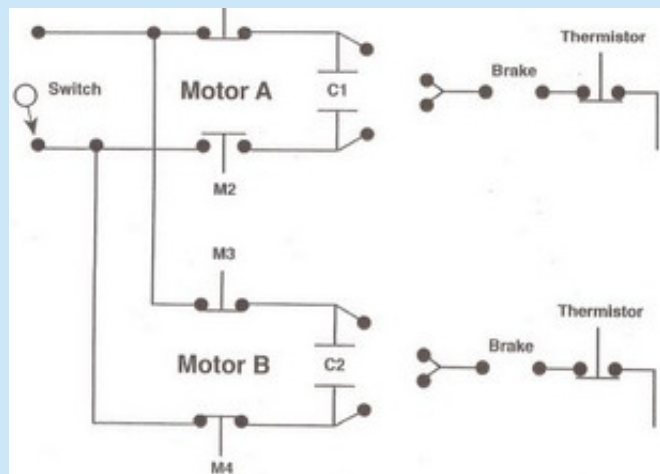 Thermistor
Brake
Switch
Motor A
C1
M2
M3
Thermistor
Brake
Motor B
C2
M4